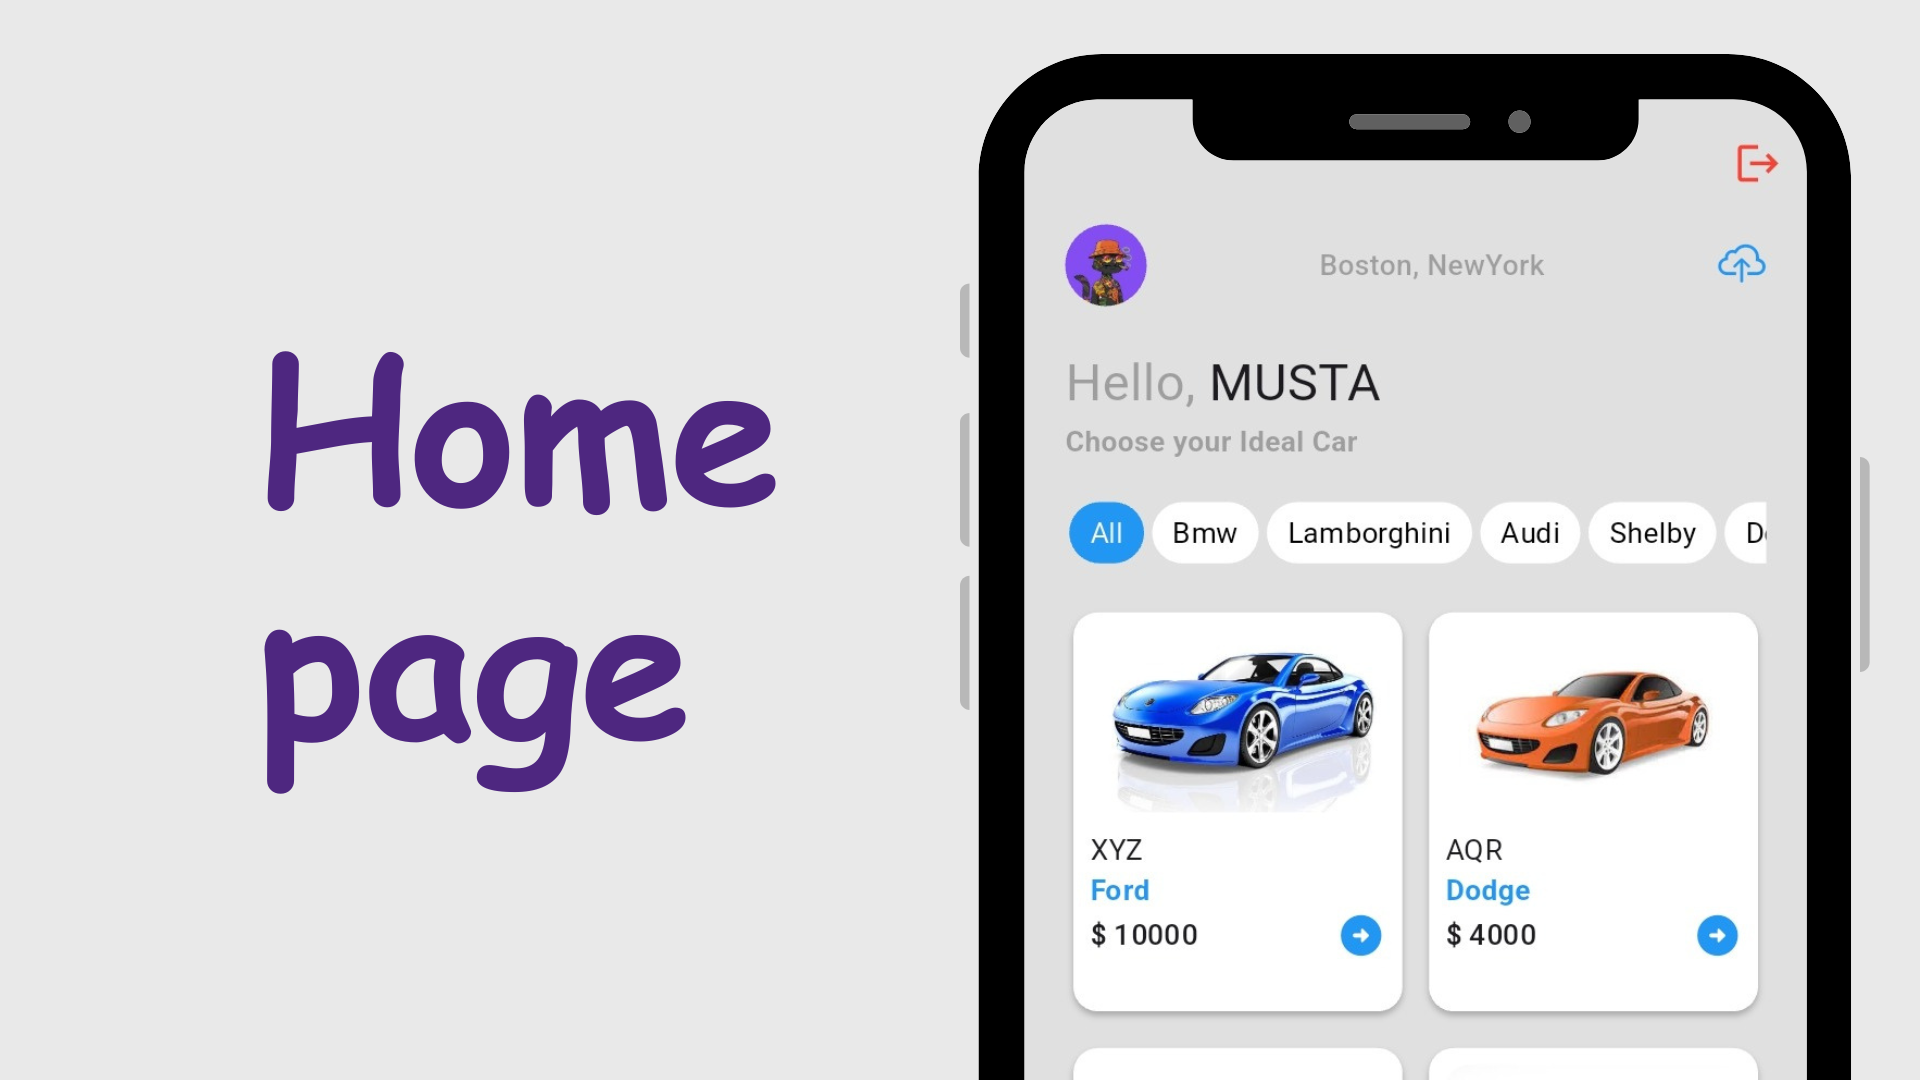 Home
page
Boston, NewYork
Hello, MUSTA
Choose your Ideal Car
All Bmw Lamborghini Audi Shelby
XYZ
Ford
$ 10000
AQR
Dodge
$ 4000